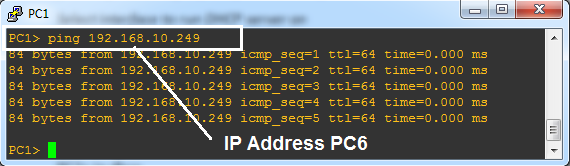 PC1
PC1> ping 192.168.10.249
84 bytes from 192.168.10.249 icmp_seq=1 ttl=64 time=0.000 ms
84 bytes from 192.168.10.249 icmp_seq=2 ttl=64 time=0.000 ms
84 bytes from 192.168.10.249 icmp_seq=3 ttl=64 time=0.000 ms
84 bytes from 192.168.10.249 icmp_seq=4 ttl=64 time=0.000 ms
84 bytes from 192.168.10.249 icmp_seq=5 ttl=64 time=0.000 ms
IP Address PC6
PC1>